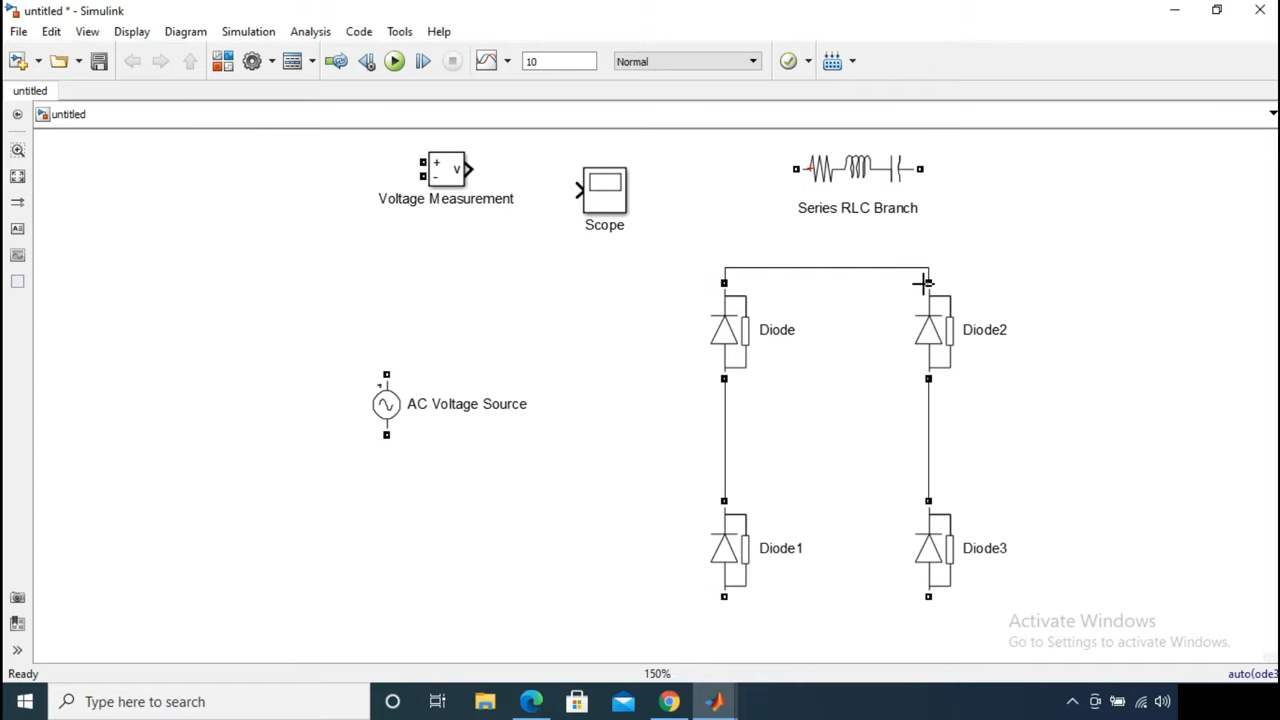 untitled * - Simulink
File Edit View Display Diagram Simulation Analysis Code Tools Help
10 Normal
untitled
untitled
+
-
v
Voltage Measurement
Scope
Series RLC Branch
Diode
Diode2
+
AC Voltage Source
Diode1
Diode3
Activate Windows
Go to Settings to activate Windows.
Ready 150% auto(ode3
Type here to search